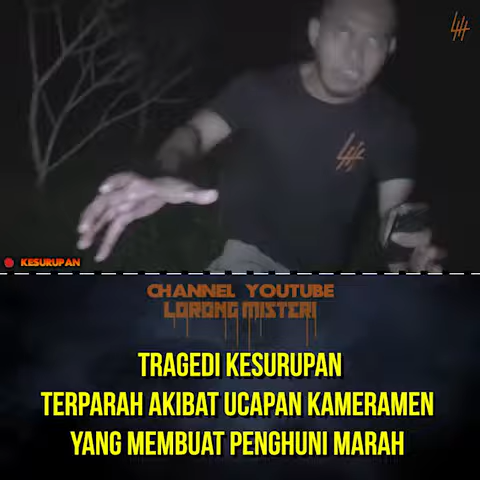 KESURUPAN
CHANNEL YOUTUBE
LORONG MISTERI
TRAGEDI KESURUPAN
TERPARAH AKIBAT UCAPAN KAMERAMEN
YANG MEMBUAT PENGHUNI MARAH